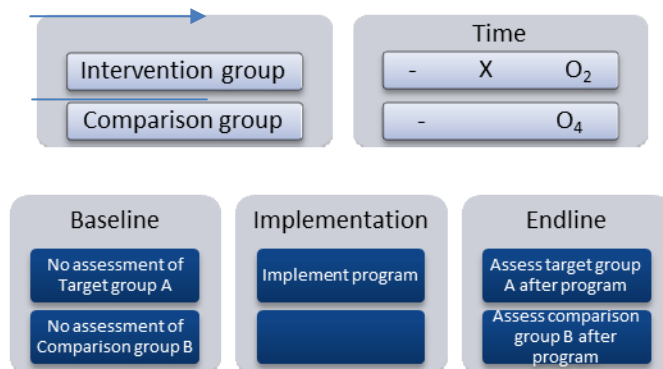 Time
Intervention group
- X O₂
Comparison group
- O₄
Baseline
No assessment of
Target group A
No assessment of
Comparison group B
Implementation
Implement program
Endline
Assess target group
A after program
Assess comparison
group B after
program